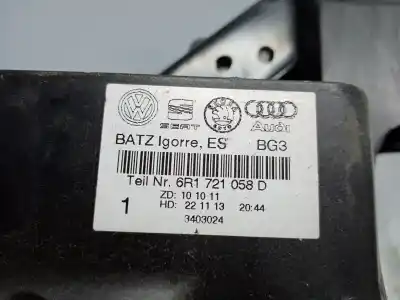 SEAT SKODA Audi
BATZ Igorre, ES BG3
Teil Nr. 6R1 721 058 D
ZD: 10 10 11
1 HD: 22 11 13 20:44
3403024